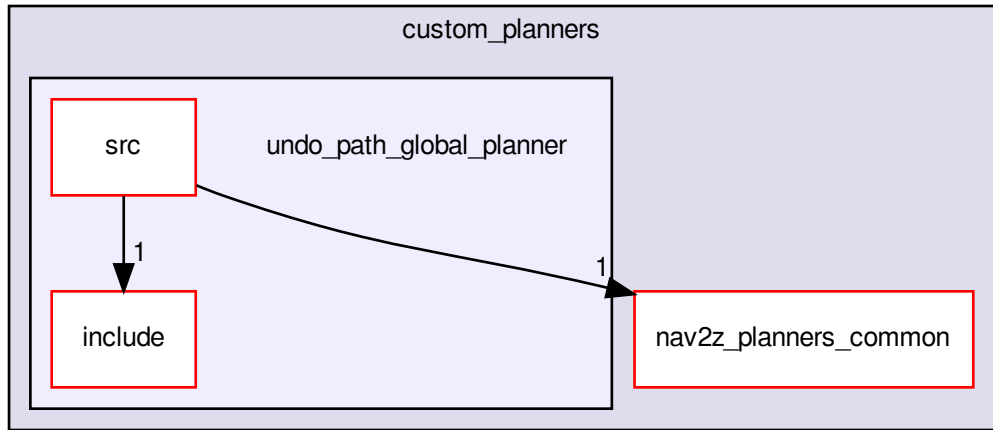 custom_planners
src
undo_path_global_planner
1
1
include
nav2z_planners_common